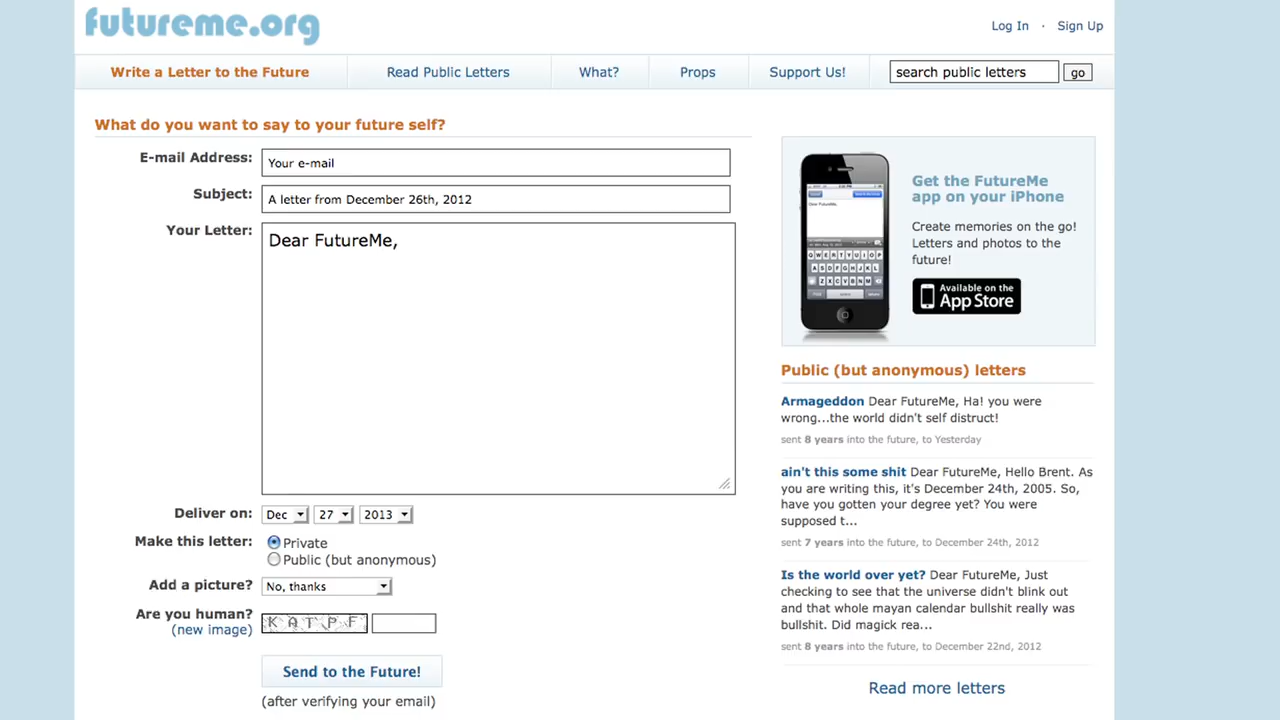 futureme.org
Log In · Sign Up
Write a Letter to the Future
Read Public Letters
What?
Props
Support Us!
search public letters
go
What do you want to say to your future self?
E-mail Address:
Your e-mail
Subject:
A letter from December 26th, 2012
Your Letter:
Dear FutureMe,
Deliver on:
Dec
27
2013
Make this letter:
Private
Public (but anonymous)
Add a picture?
No, thanks
Are you human?
(new image)
Send to the Future!
(after verifying your email)
Get the FutureMe
app on your iPhone
Create memories on the go!
Letters and photos to the
future!
Available on the
App Store
Public (but anonymous) letters
Armageddon Dear FutureMe, Ha! you were
wrong...the world didn't self distruct!
sent 8 years into the future, to Yesterday
ain't this some shit Dear FutureMe, Hello Brent. As
you are writing this, it's December 24th, 2005. So,
have you gotten your degree yet? You were
supposed t...
sent 7 years into the future, to December 24th, 2012
Is the world over yet? Dear FutureMe, Just
checking to see that the universe didn't blink out
and that whole mayan calendar bullshit really was
bullshit. Did magick rea...
sent 8 years into the future, to December 22nd, 2012
Read more letters